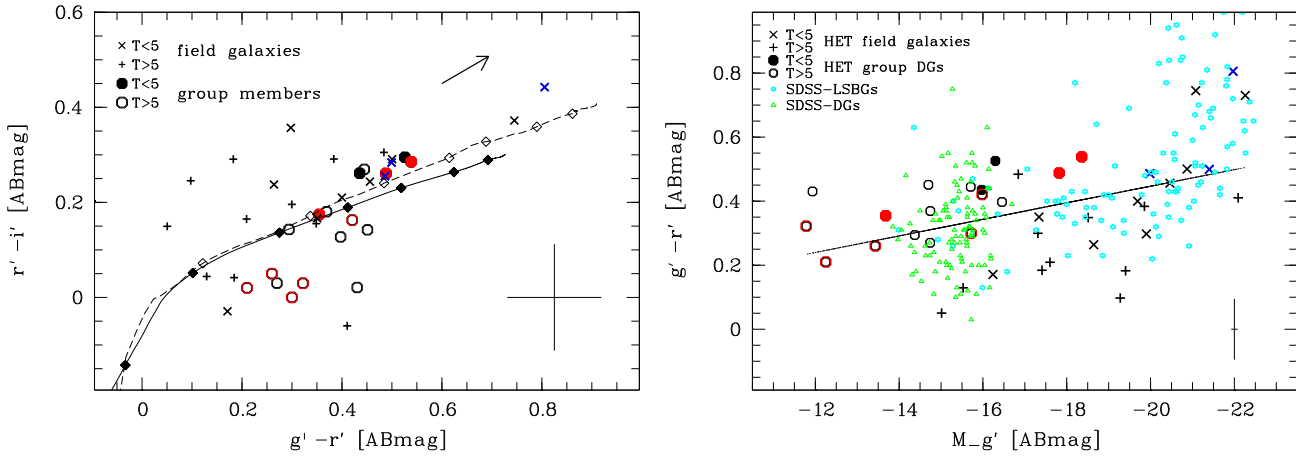 T<5 field galaxies
T>5
T<5 group members
T>5
0.6
0.4
0.2
0
r′ −i′ [ABmag]
0 0.2 0.4 0.6 0.8
g′ −r′ [ABmag]
T<5 HET field galaxies
T>5
T<5 HET group DGs
T>5
SDSS−LSBGs
SDSS−DGs
0.8
0.6
0.4
0.2
0
g′ −r′ [ABmag]
−12 −14 −16 −18 −20 −22
M_g′ [ABmag]